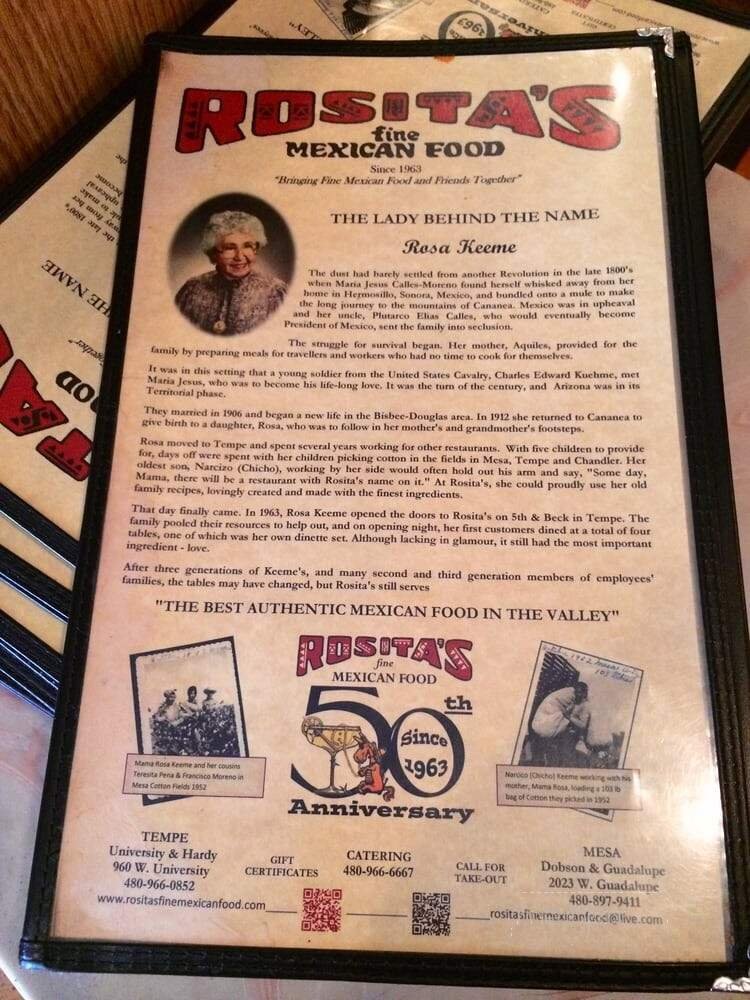 ROSITA'S
fine
MEXICAN FOOD
Since 1963
"Bringing Fine Mexican Food and Friends Together"
THE LADY BEHIND THE NAME
Rosa Keeme
The dust had barely settled from another Revolution in the late 1800's
when Maria Jesus Calles-Moreno found herself whisked away from her
home in Hermosillo, Sonora, Mexico, and bundled onto a mule to make
the long journey to the mountains of Cananea. Mexico was in upheaval
and her uncle, Plutarco Elias Calles, who would eventually become
President of Mexico, sent the family into seclusion.
The struggle for survival began. Her mother, Aquiles, provided for the
family by preparing meals for travellers and workers who had no time to cook for themselves.
It was in this setting that a young soldier from the United States Cavalry, Charles Edward Kuehme, met
Maria Jesus, who was to become his life-long love. It was the turn of the century, and Arizona was in its
Territorial phase.
They married in 1906 and began a new life in the Bisbee-Douglas area. In 1912 she returned to Cananea to
give birth to a daughter, Rosa, who was to follow in her mother's and grandmother's footsteps.
Rosa moved to Tempe and spent several years working for other restaurants. With five children to provide
for, days off were spent with her children picking cotton in the fields in Mesa, Tempe and Chandler. Her
oldest son, Narcizo (Chicho), working by her side would often hold out his arm and say, "Some day,
Mama, there will be a restaurant with Rosita's name on it." At Rosita's, she could proudly use her old
family recipes, lovingly created and made with the finest ingredients.
That day finally came. In 1963, Rosa Keeme opened the doors to Rosita's on 5th & Beck in Tempe. The
family pooled their resources to help out, and on opening night, her first customers dined at a total of four
tables, one of which was her own dinette set. Although lacking in glamour, it still had the most important
ingredient - love.
After three generations of Keeme's, and many second and third generation members of employees'
families, the tables may have changed, but Rosita's still serves
"THE BEST AUTHENTIC MEXICAN FOOD IN THE VALLEY"
ROSITA'S
fine
MEXICAN FOOD
50th
Since
1963
Anniversary
Mama Rosa Keeme and her cousins
Teresita Pena & Francisco Moreno in
Mesa Cotton Fields 1952
Narcizo (Chicho) Keeme working with his
mother, Mama Rosa, loading a 103 lb
bag of Cotton they picked in 1952
TEMPE
University & Hardy
960 W. University
480-966-0852
www.rositasfinemexicanfood.com
GIFT
CERTIFICATES
CATERING
480-966-6667
CALL FOR
TAKE-OUT
MESA
Dobson & Guadalupe
2023 W. Guadalupe
480-897-9411
rositasfinemexicanfood@live.com